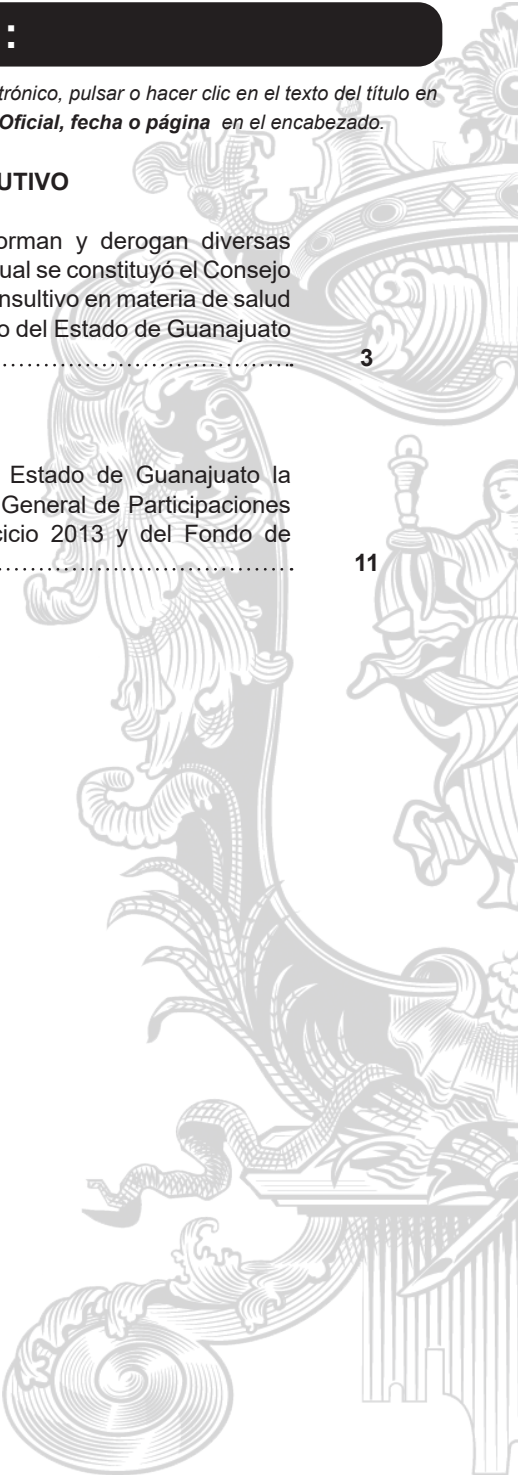 :
trónico, pulsar o hacer clic en el texto del título en
Oficial, fecha o página en el encabezado.
UTIVO
orman y derogan diversas
ual se constituyó el Consejo
nsultivo en materia de salud
o del Estado de Guanajuato
........................................ 3
Estado de Guanajuato la
General de Participaciones
cicio 2013 y del Fondo de
........................................ 11